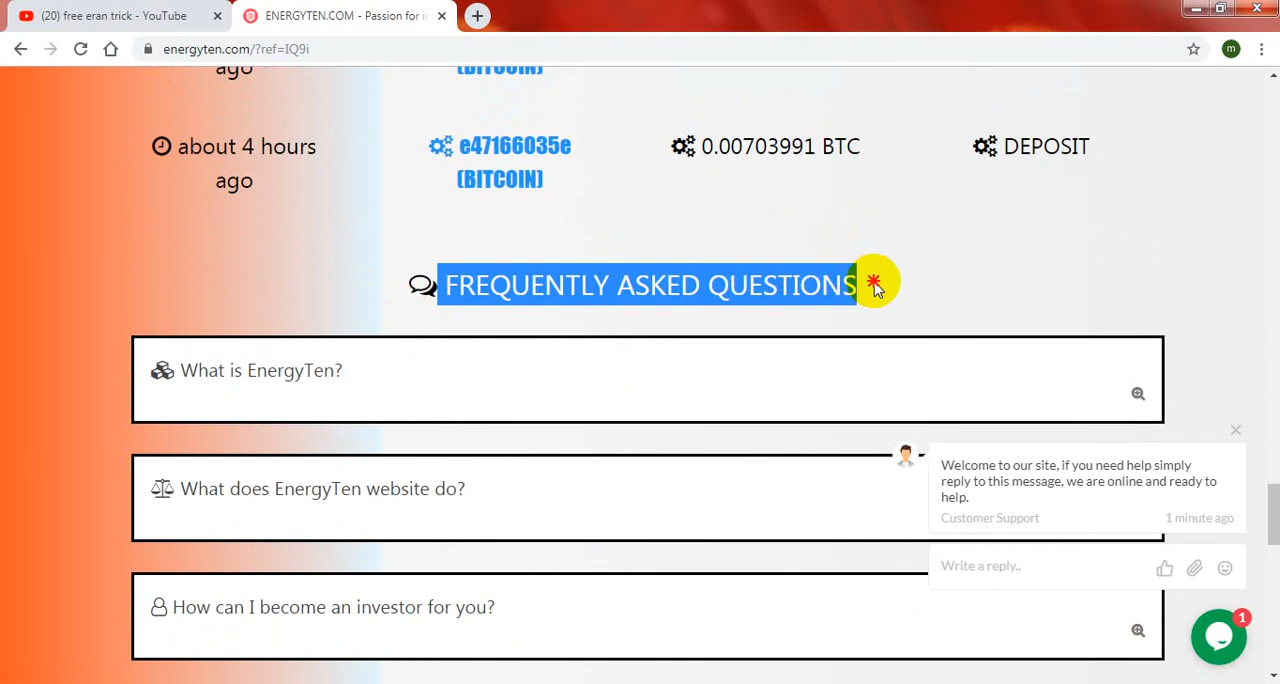 (20) free eran trick - YouTube
ENERGYTEN.COM - Passion for i
energyten.com/?ref=IQ9i
m
ago
(BITCOIN)
about 4 hours ago
e47166035e (BITCOIN)
0.00703991 BTC
DEPOSIT
FREQUENTLY ASKED QUESTIONS
What is EnergyTen?
What does EnergyTen website do?
How can I become an investor for you?
Welcome to our site, if you need help simply
reply to this message, we are online and ready to
help.
Customer Support
1 minute ago
Write a reply..
1